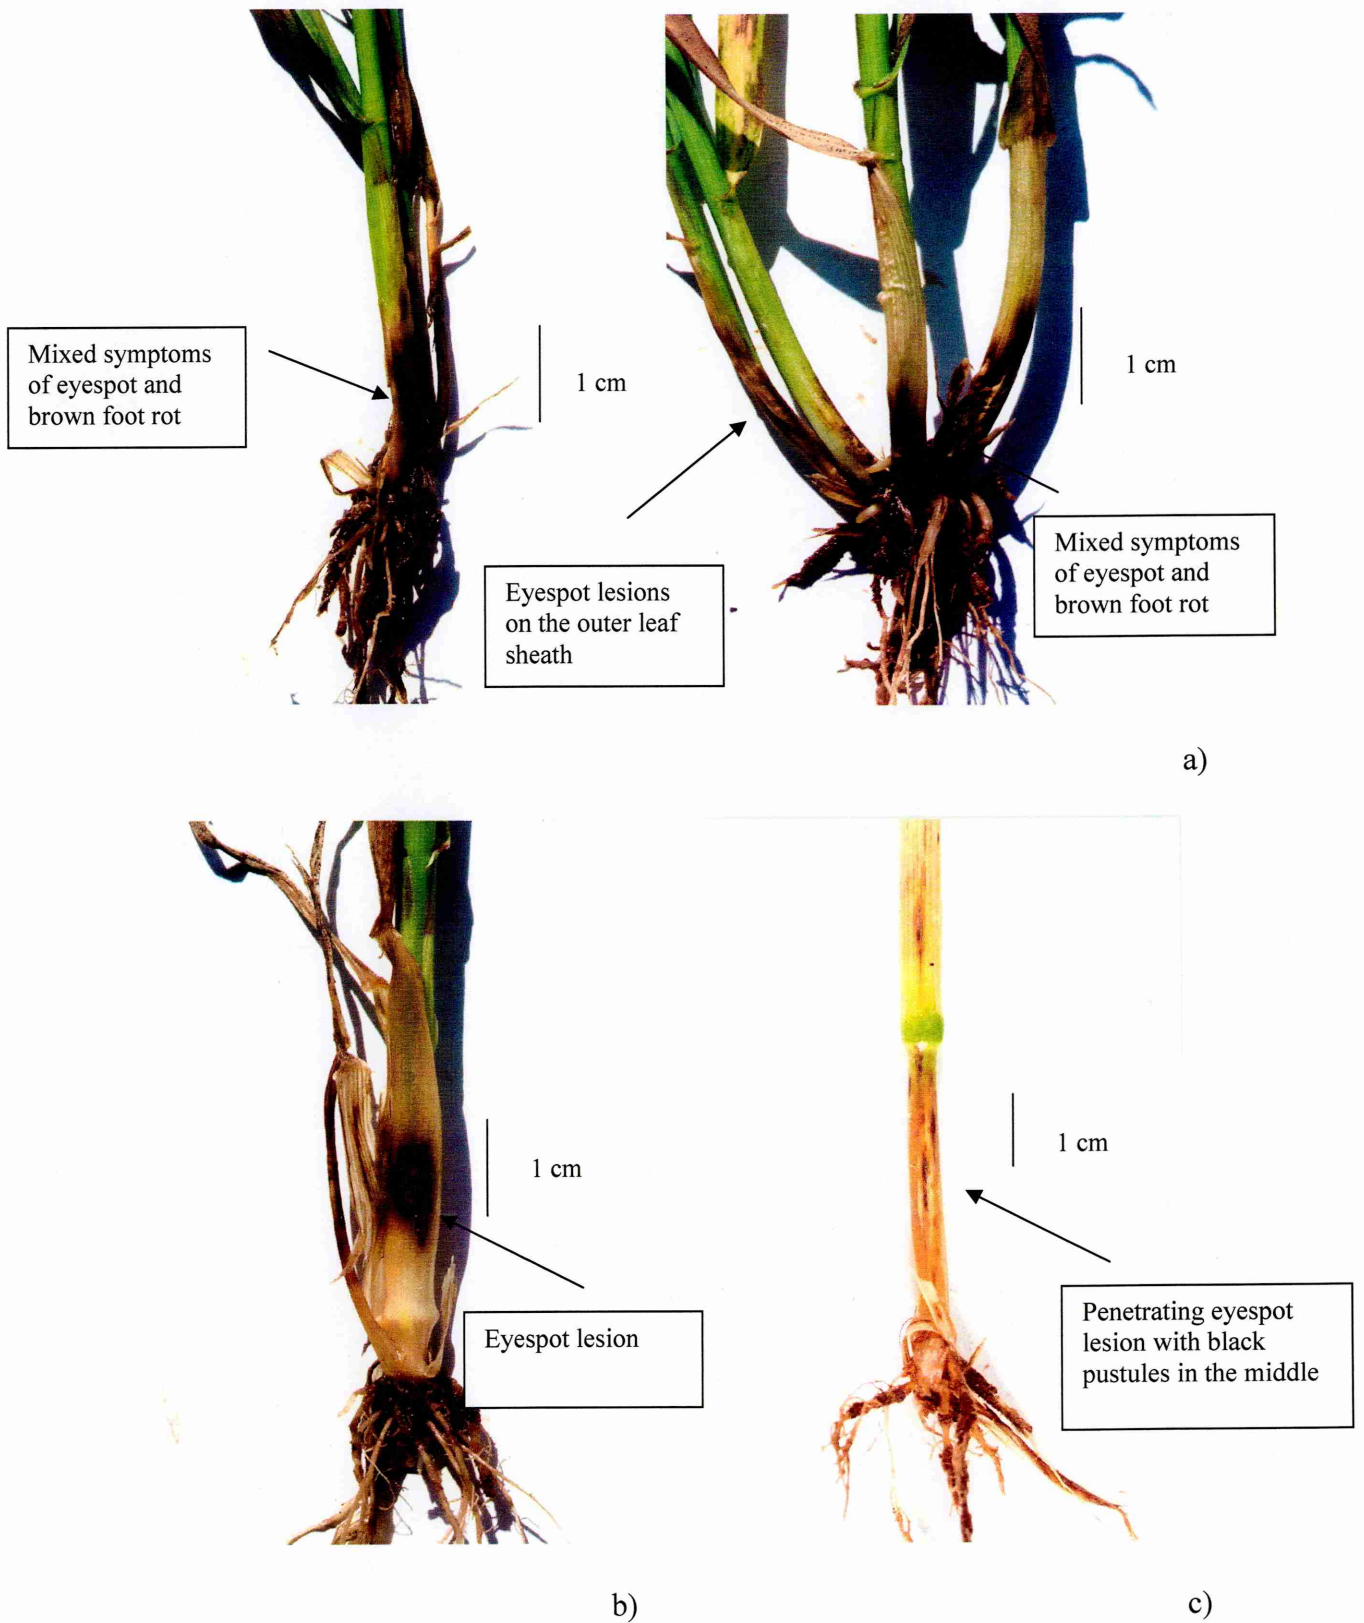 Mixed symptoms
of eyespot and
brown foot rot
1 cm
1 cm
Eyespot lesions
on the outer leaf
sheath
Mixed symptoms
of eyespot and
brown foot rot
a)
1 cm
Eyespot lesion
1 cm
Penetrating eyespot
lesion with black
pustules in the middle
b)
c)